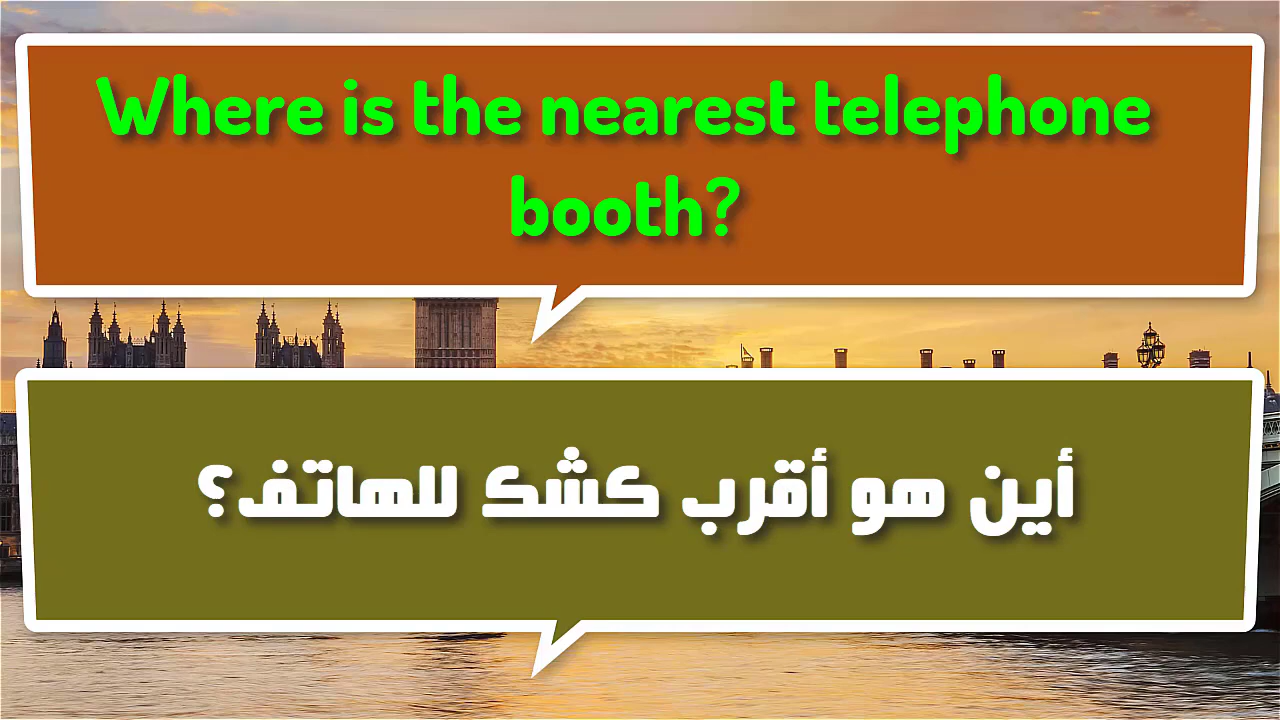 Where is the nearest telephone
booth?
أين هو أقرب كشك للهاتف؟